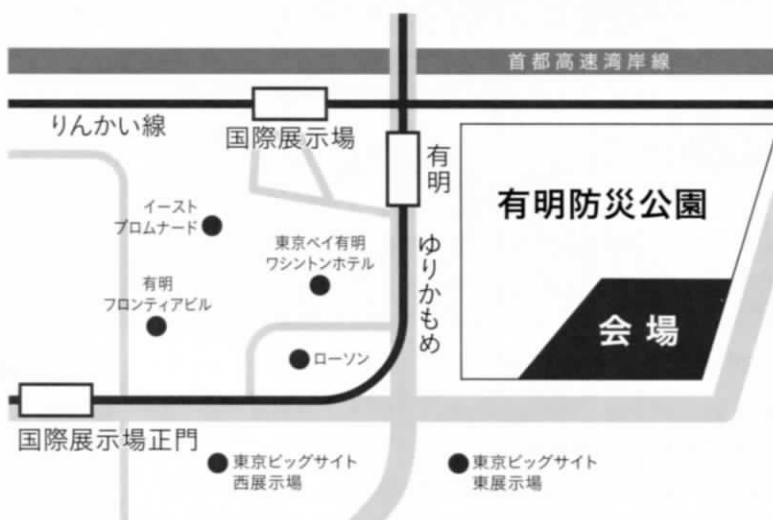 首都高速湾岸線
りんかい線
国際展示場
有明
ゆりかもめ
有明防災公園
イースト
プロムナード
東京ベイ有明
ワシントンホテル
有明
フロンティアビル
ローソン
会場
国際展示場正門
東京ビッグサイト
西展示場
東京ビッグサイト
東展示場